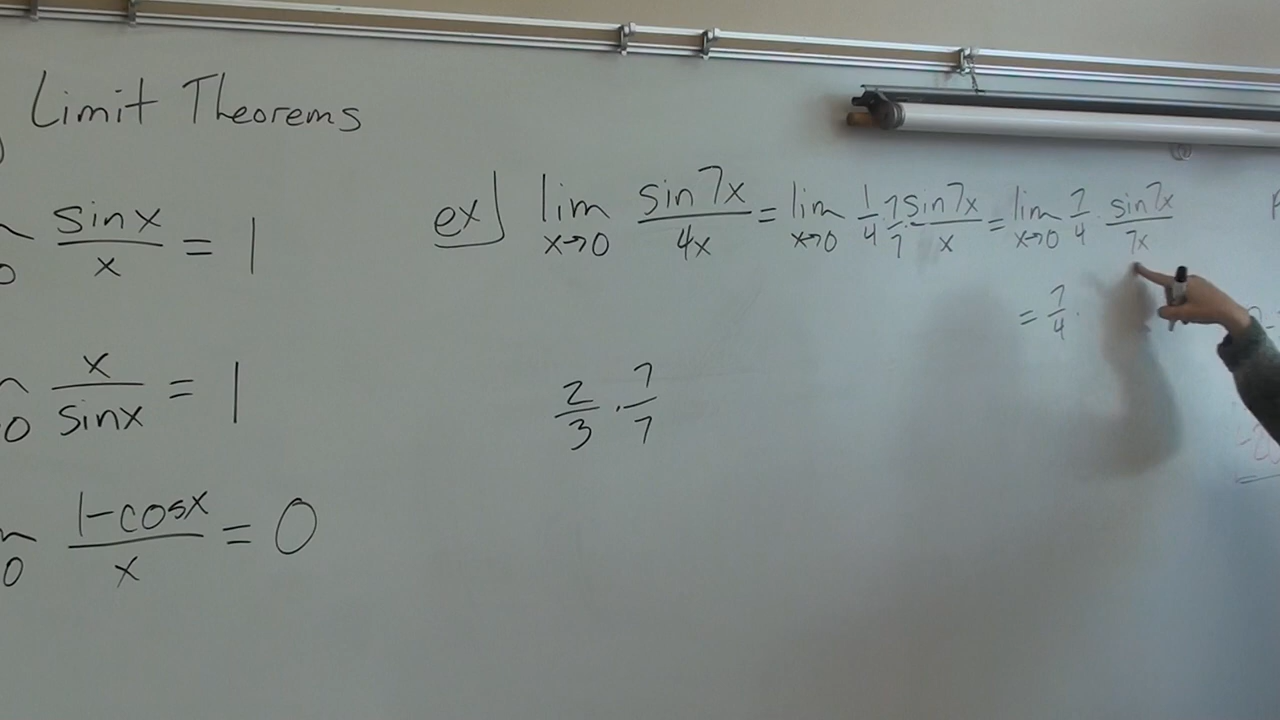 Limit Theorems
sinx/x = 1
ex) lim x→0 sin7x/4x = lim x→0 1/4 · 7/7 · sin7x/x = lim x→0 7/4 · sin7x/7x
= 7/4 ·
x/sinx = 1
2/3 · 7/7
1-cosx/x = 0